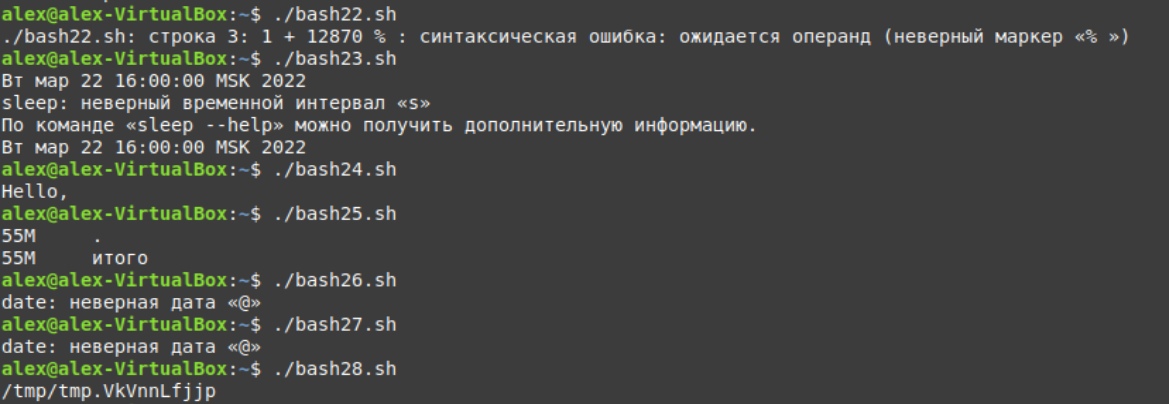 alex@alex-VirtualBox:~$ ./bash22.sh
./bash22.sh: строка 3: 1 + 12870 % : синтаксическая ошибка: ожидается операнд (неверный маркер «% »)
alex@alex-VirtualBox:~$ ./bash23.sh
Вт мар 22 16:00:00 MSK 2022
sleep: неверный временной интервал «s»
По команде «sleep --help» можно получить дополнительную информацию.
Вт мар 22 16:00:00 MSK 2022
alex@alex-VirtualBox:~$ ./bash24.sh
Hello,
alex@alex-VirtualBox:~$ ./bash25.sh
55M     .
55M     итого
alex@alex-VirtualBox:~$ ./bash26.sh
date: неверная дата «@»
alex@alex-VirtualBox:~$ ./bash27.sh
date: неверная дата «@»
alex@alex-VirtualBox:~$ ./bash28.sh
/tmp/tmp.VkVnnLfjjp